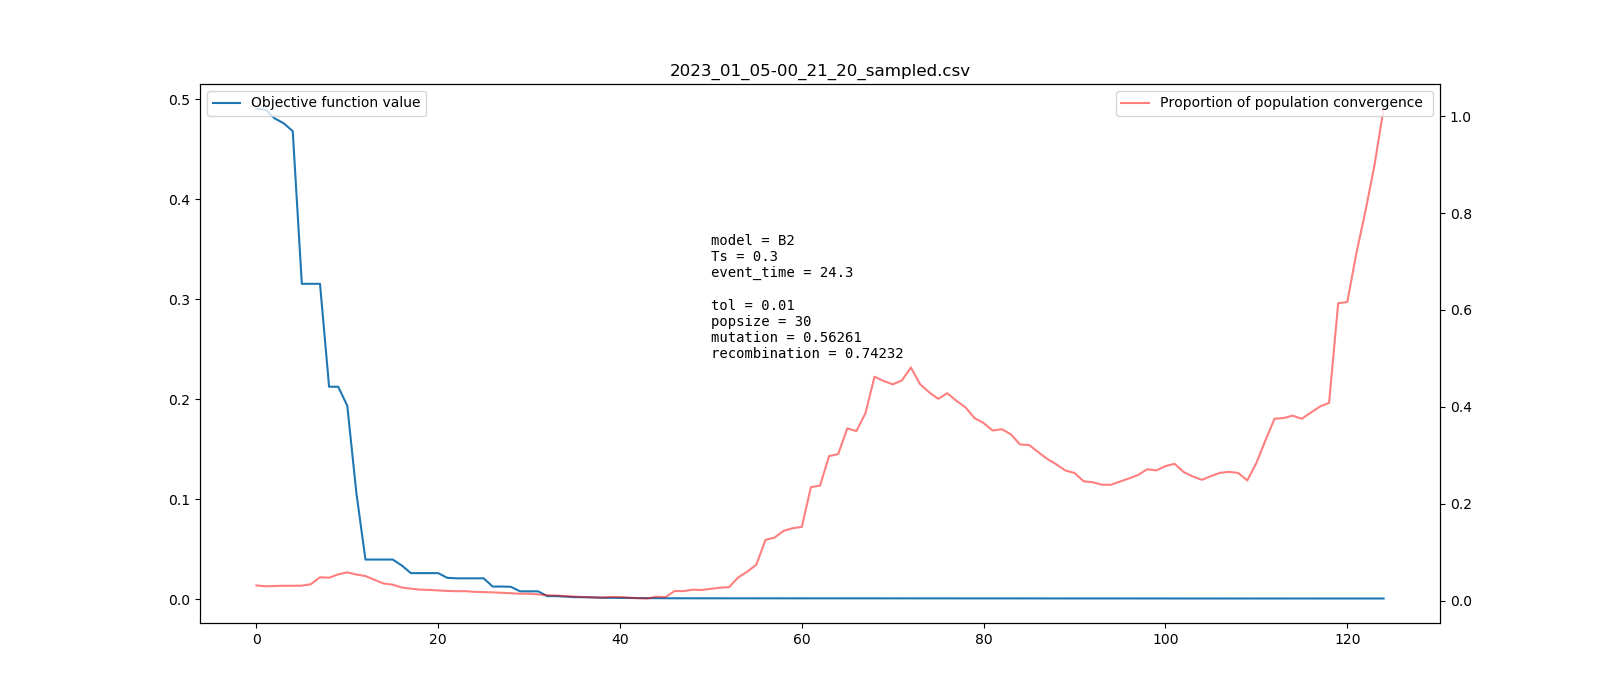 2023_01_05-00_21_20_sampled.csv
Objective function value
Proportion of population convergence
model = B2
Ts = 0.3
event_time = 24.3
tol = 0.01
popsize = 30
mutation = 0.56261
recombination = 0.74232
0.5
0.4
0.3
0.2
0.1
0.0
1.0
0.8
0.6
0.4
0.2
0.0
0 20 40 60 80 100 120